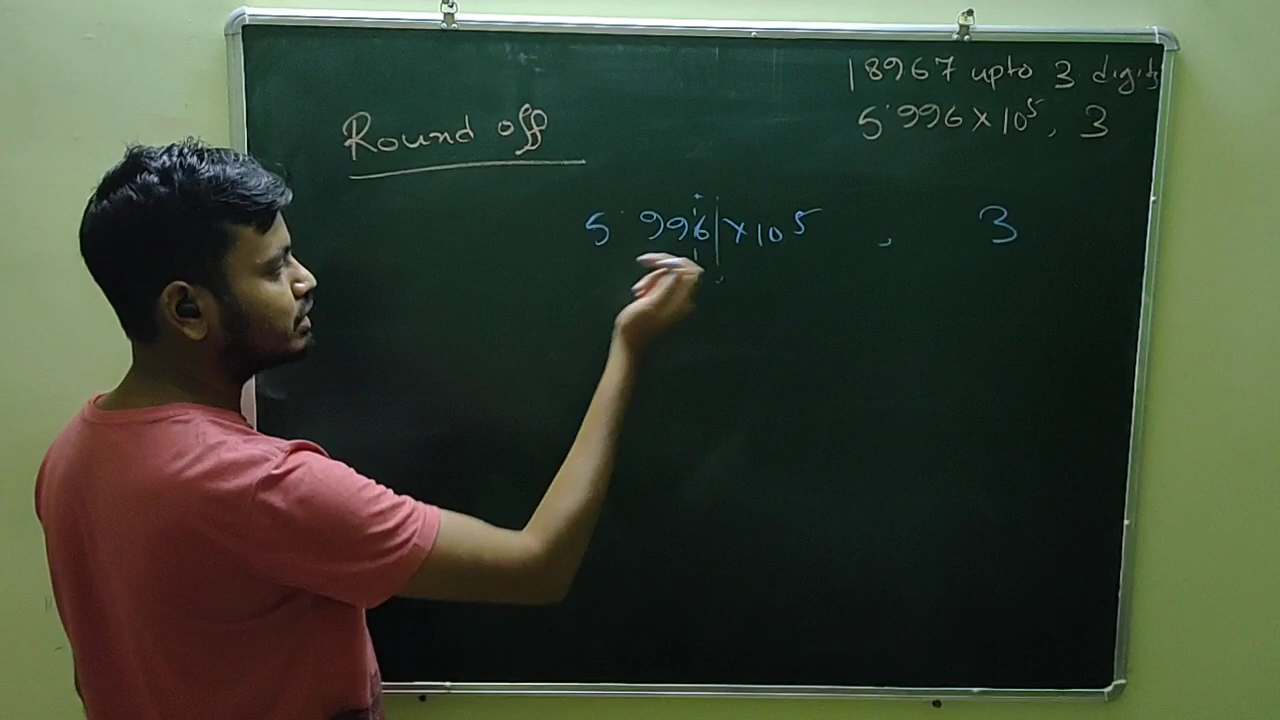 18967 upto 3 digits
5.996×10⁵, 3
Round off
5.996×10⁵ , 3